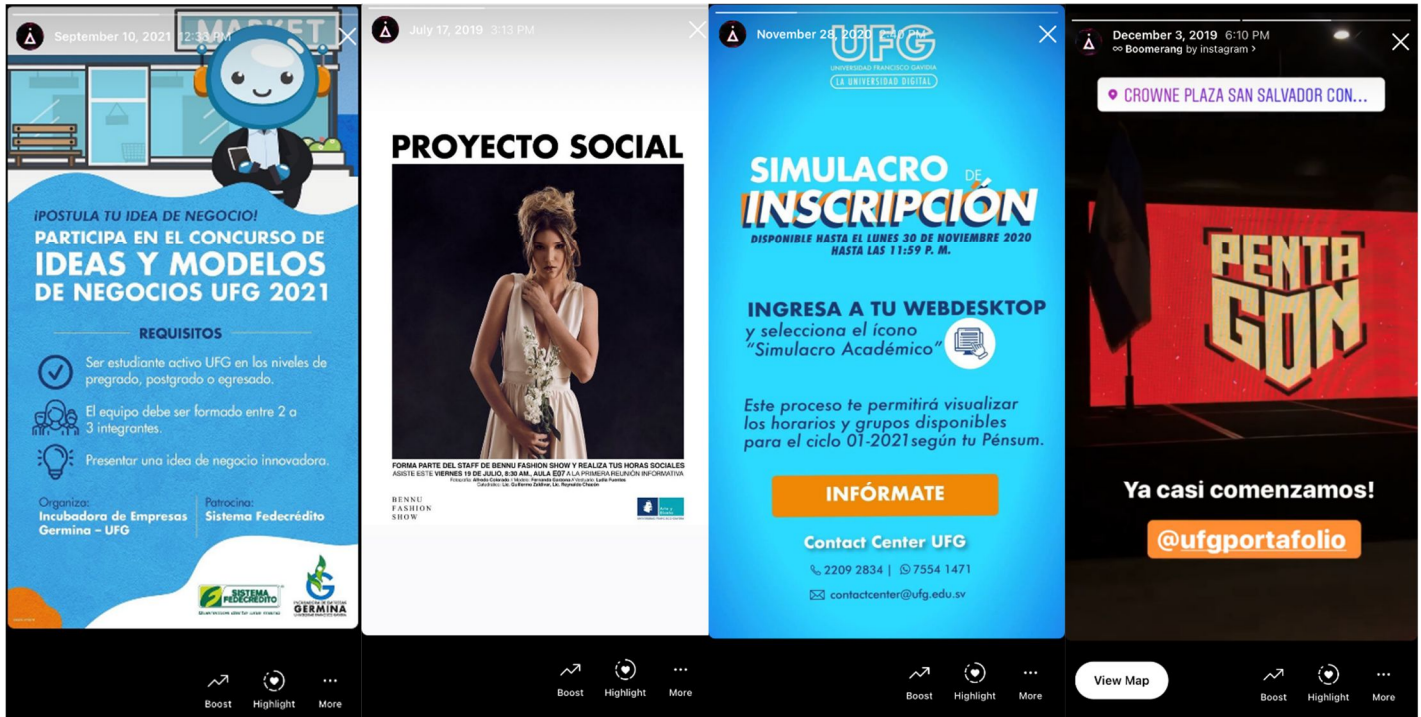 MARKET
September 10, 2021 12:33 PM
¡POSTULA TU IDEA DE NEGOCIO!
PARTICIPA EN EL CONCURSO DE
IDEAS Y MODELOS
DE NEGOCIOS UFG 2021
REQUISITOS
Ser estudiante activo UFG en los niveles de
pregrado, postgrado o egresado.
El equipo debe ser formado entre 2 a
3 integrantes.
Presentar una idea de negocio innovadora.
Organiza:
Incubadora de Empresas
Germina – UFG
Patrocina:
Sistema Fedecrédito
SISTEMA
FEDECRÉDITO
GERMINA
Boost
Highlight
More
July 17, 2019 3:13 PM
PROYECTO SOCIAL
FORMA PARTE DEL STAFF DE BENNU FASHION SHOW Y REALIZA TUS HORAS SOCIALES
ASISTE ESTE VIERNES 19 DE JULIO, 8:30 AM., AULA E07 A LA PRIMERA REUNIÓN INFORMATIVA
BENNU
FASHION
SHOW
Boost
Highlight
More
November 28, 2020 2:40 PM
UFG
UNIVERSIDAD FRANCISCO GAVIDIA
(LA UNIVERSIDAD DIGITAL)
SIMULACRO DE
INSCRIPCIÓN
DISPONIBLE HASTA EL LUNES 30 DE NOVIEMBRE 2020
HASTA LAS 11:59 P. M.
INGRESA A TU WEBDESKTOP
y selecciona el ícono
"Simulacro Académico"
Este proceso te permitirá visualizar
los horarios y grupos disponibles
para el ciclo 01-2021según tu Pénsum.
INFÓRMATE
Contact Center UFG
2209 2834 | 7554 1471
contactcenter@ufg.edu.sv
Boost
Highlight
More
December 3, 2019 6:10 PM
∞ Boomerang by instagram >
CROWNE PLAZA SAN SALVADOR CON...
PENTA
GON
Ya casi comenzamos!
@ufgportafolio
View Map
Boost
Highlight
More